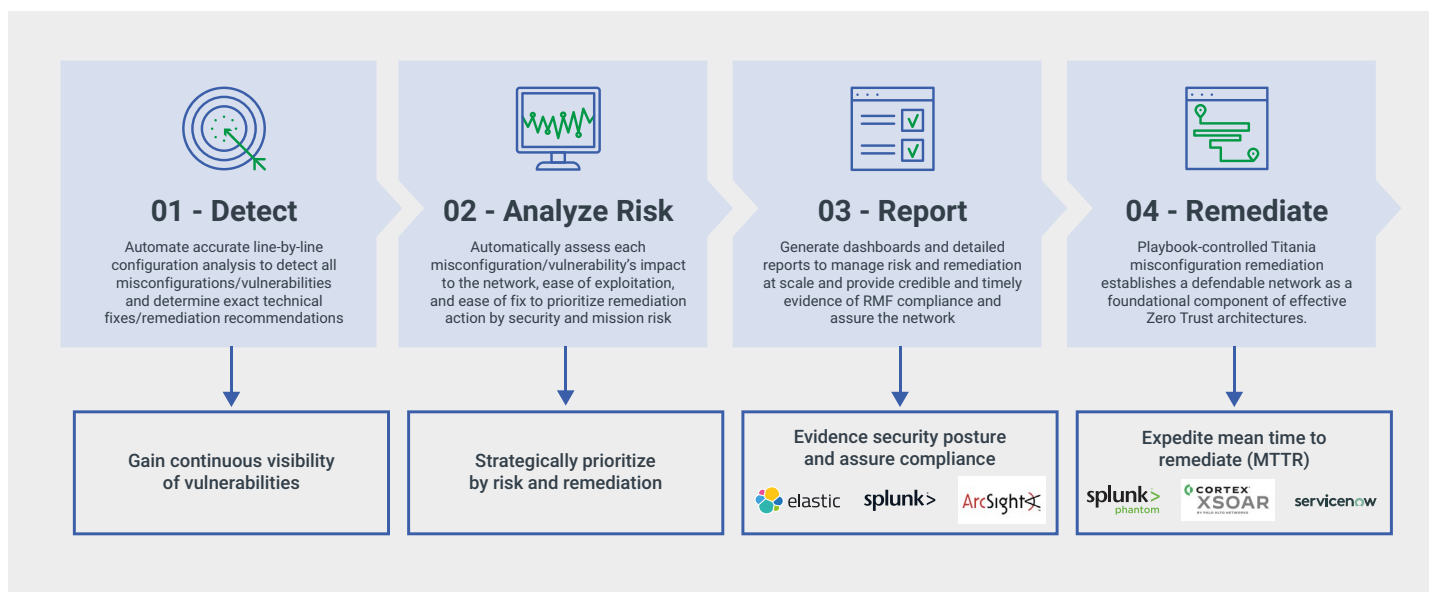 01 - Detect
Automate accurate line-by-line
configuration analysis to detect all
misconfigurations/vulnerabilities
and determine exact technical
fixes/remediation recommendations
02 - Analyze Risk
Automatically assess each
misconfiguration/vulnerability's impact
to the network, ease of exploitation,
and ease of fix to prioritize remediation
action by security and mission risk
03 - Report
Generate dashboards and detailed
reports to manage risk and remediation
at scale and provide credible and timely
evidence of RMF compliance and
assure the network
04 - Remediate
Playbook-controlled Titania
misconfiguration remediation
establishes a defendable network as a
foundational component of effective
Zero Trust architectures.
Gain continuous visibility
of vulnerabilities
Strategically prioritize
by risk and remediation
Evidence security posture
and assure compliance
elastic
splunk>
ArcSight
Expedite mean time to
remediate (MTTR)
splunk>
phantom
CORTEX
XSOAR
BY PALO ALTO NETWORKS
servicenow